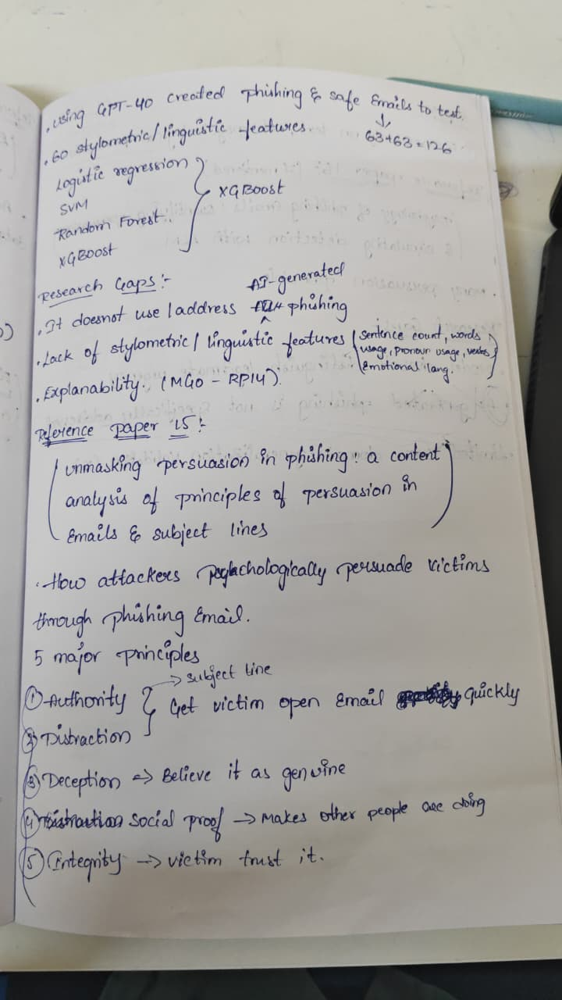 . Using GPT-4O created phishing & safe Emails to test.
↓
63+63=126
. 60 stylometric/linguistic features.
Logistic regression
SVM
Random Forest..
XGBoost
} XGBoost
Research Gaps :-
AI-generated
. It doesnot use/address ^ phishing
. Lack of stylometric/linguistic features (sentence count, words
usage, pronoun usage,
Emotional lang.)
. Explanability. (MGO - RP14).
Reference paper 15 :-
(unmasking persuasion in phishing : a content
analysis of principles of persuasion in
Emails & subject lines)
. How attackers psychologically persuade victims
through phishing Email.
5 major principles
→ subject line
① Authority } Get victim open Email quickly
② Distraction
③ Deception => Believe it as genuine
④ social proof → Makes other people are doing
⑤ Integrity → victim trust it.